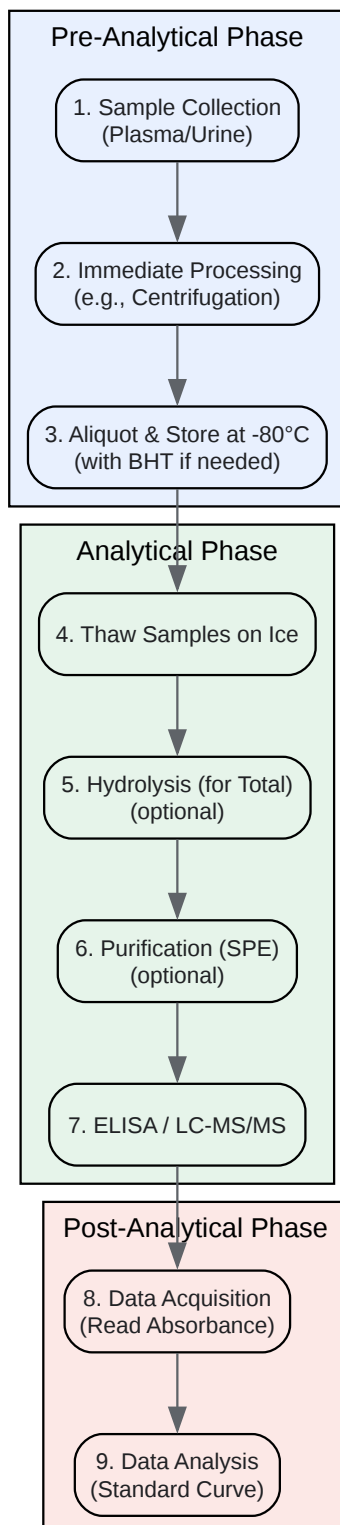 Pre-Analytical Phase
1. Sample Collection
(Plasma/Urine)
2. Immediate Processing
(e.g., Centrifugation)
3. Aliquot & Store at -80°C
(with BHT if needed)
Analytical Phase
4. Thaw Samples on Ice
5. Hydrolysis (for Total)
(optional)
6. Purification (SPE)
(optional)
7. ELISA / LC-MS/MS
Post-Analytical Phase
8. Data Acquisition
(Read Absorbance)
9. Data Analysis
(Standard Curve)